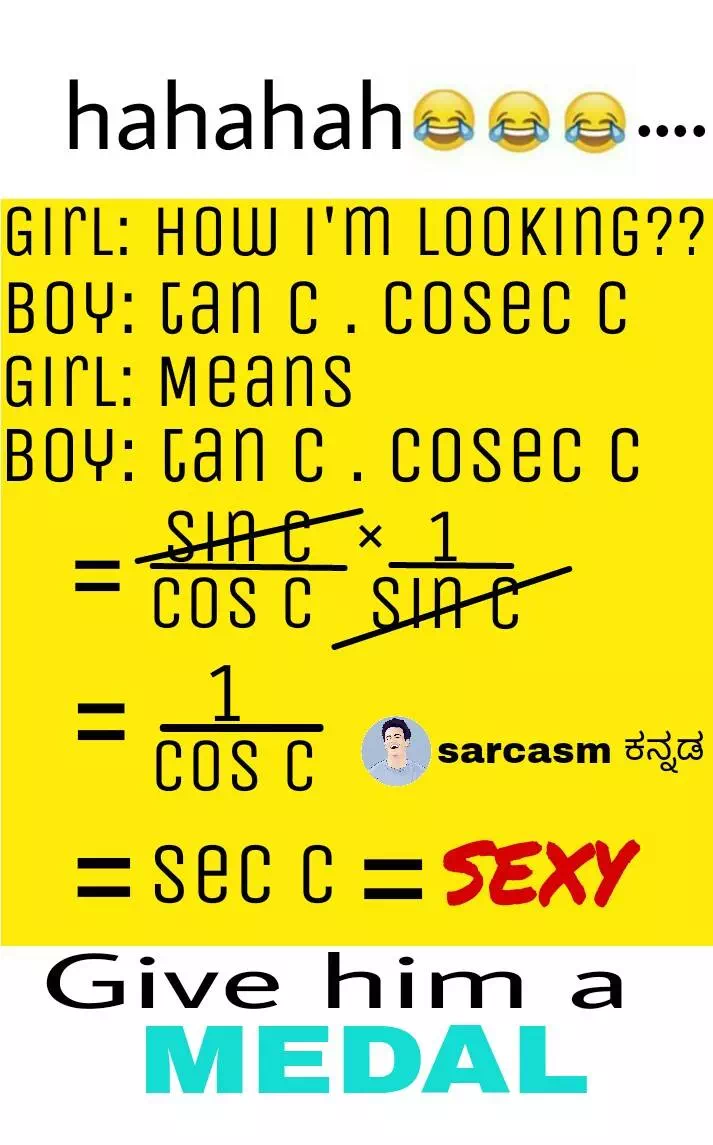 hahahah😂😂😂....
Girl: How I'm Looking??
Boy: tan c . cosec c
Girl: Means
Boy: tan c . cosec c
= sin c × 1
cos c sin c
= 1
cos c
sarcasm ಕನ್ನಡ
= sec c = SEXY
Give him a
MEDAL